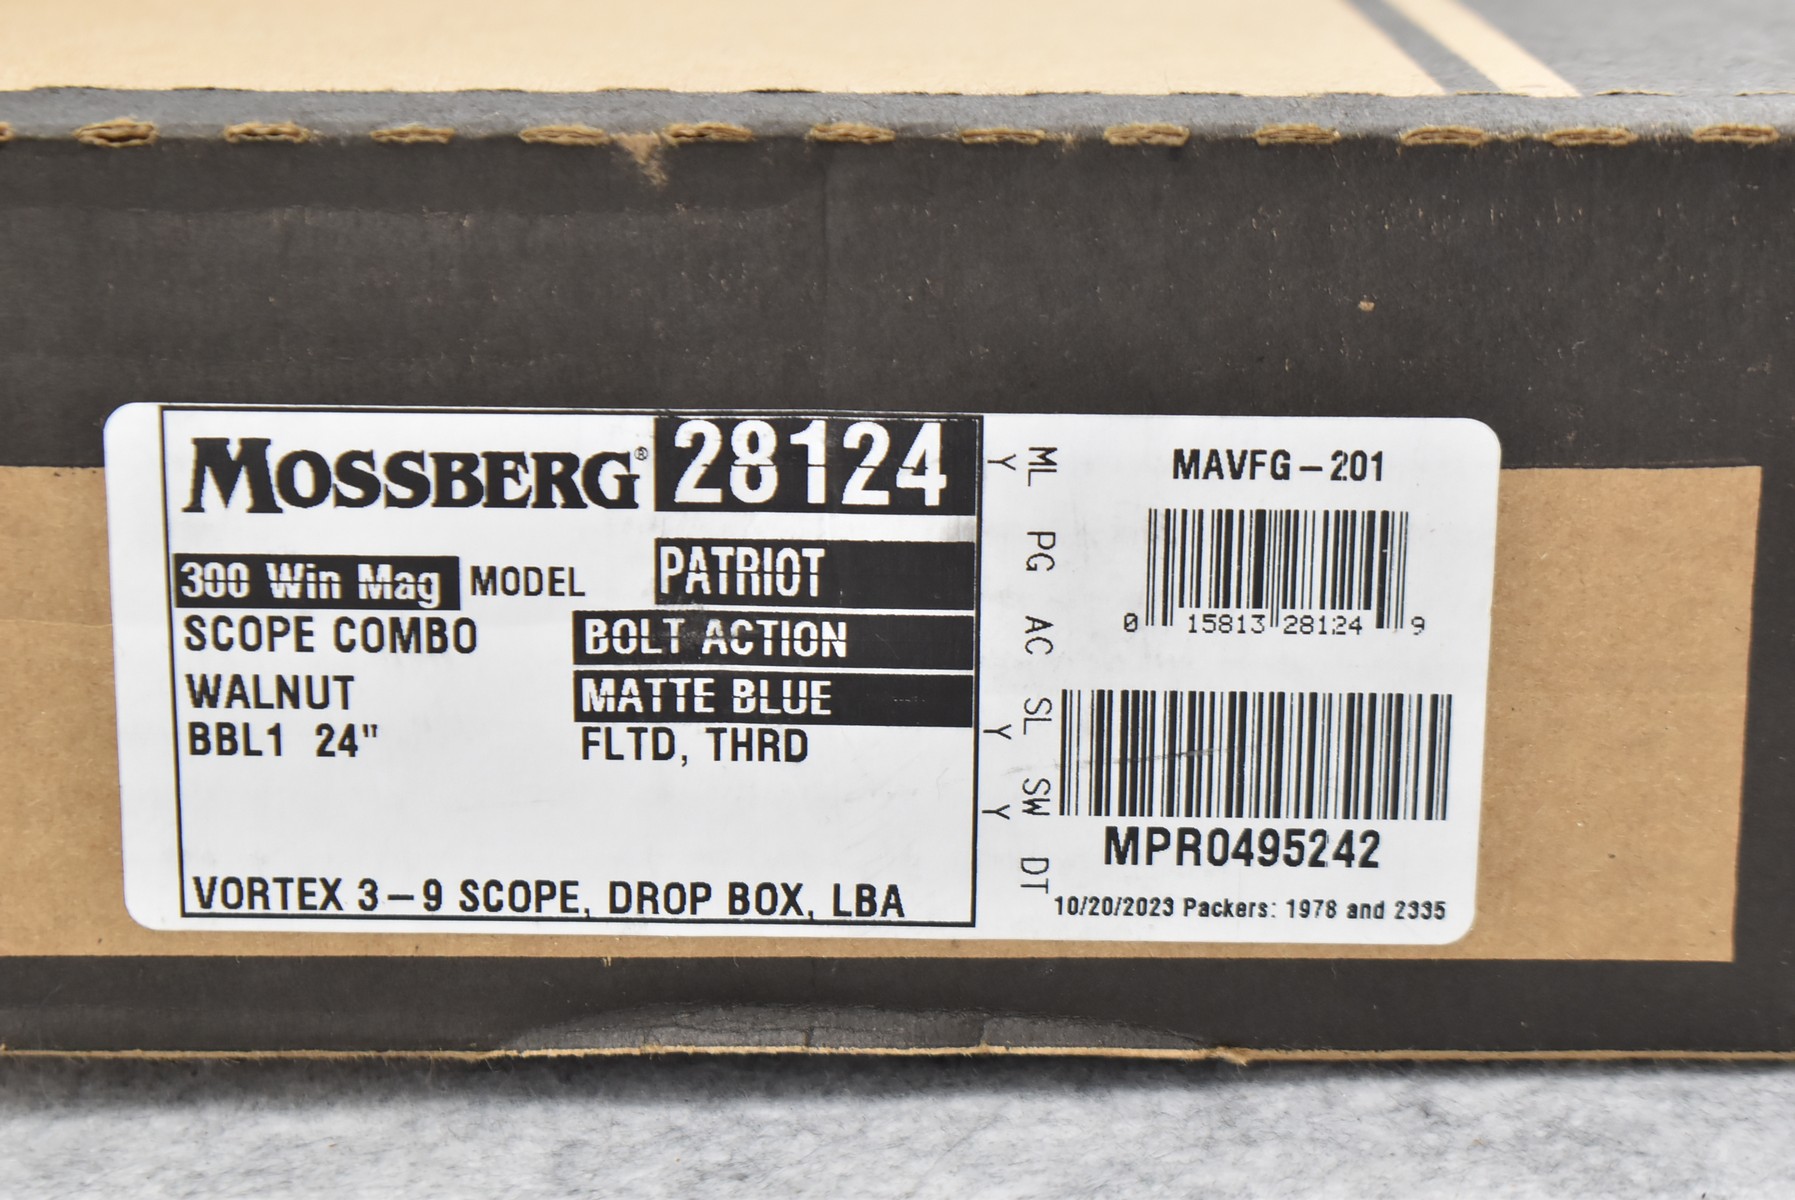 MOSSBERG® 28124
300 Win Mag MODEL PATRIOT
SCOPE COMBO BOLT ACTION
WALNUT MATTE BLUE
BBL1 24" FLTD, THRD
VORTEX 3-9 SCOPE, DROP BOX, LBA
ML PG AC SL SW DT
Y Y Y
MAVFG-201
0 15813 28124 9
MPR0495242
10/20/2023 Packers: 1978 and 2335